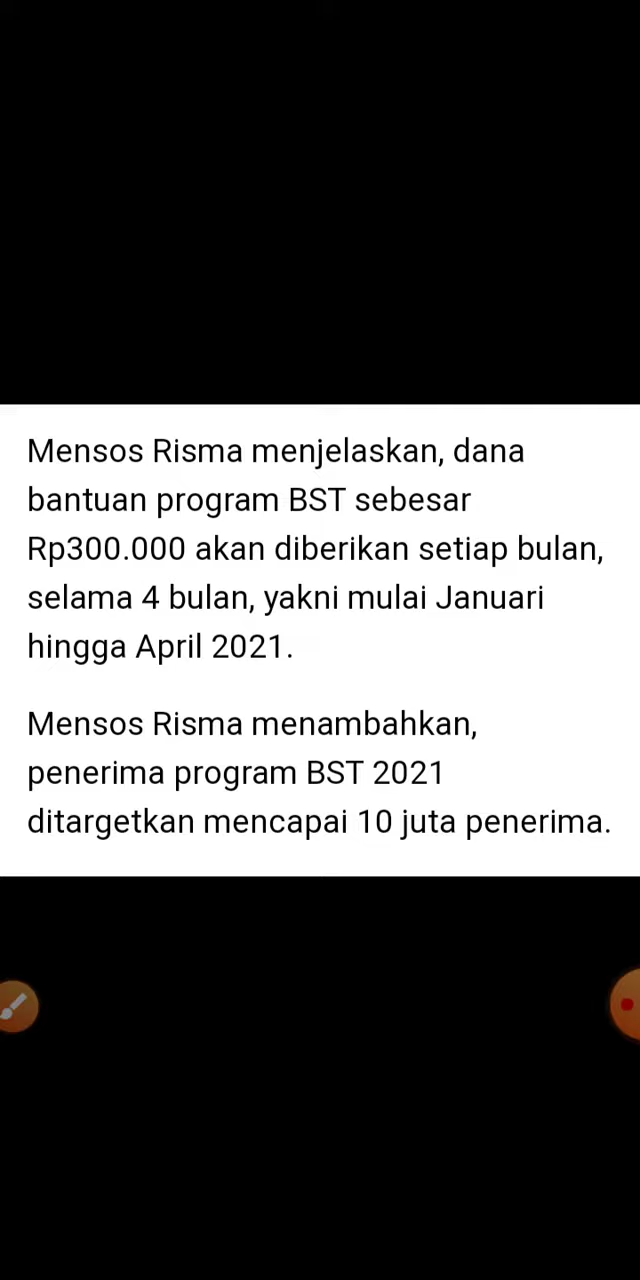 Mensos Risma menjelaskan, dana
bantuan program BST sebesar
Rp300.000 akan diberikan setiap bulan,
selama 4 bulan, yakni mulai Januari
hingga April 2021.
Mensos Risma menambahkan,
penerima program BST 2021
ditargetkan mencapai 10 juta penerima.